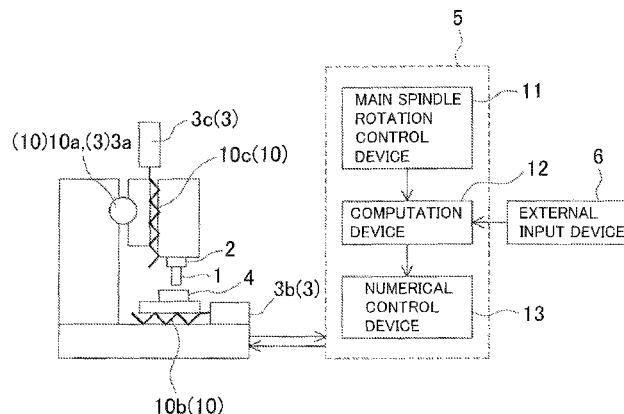 5
3c(3)
(10)10a,(3)3a
10c(10)
MAIN SPINDLE
ROTATION
CONTROL
DEVICE
11
12
6
COMPUTATION
DEVICE
EXTERNAL
INPUT DEVICE
2
1
4
3b(3)
NUMERICAL
CONTROL
DEVICE
13
10b(10)